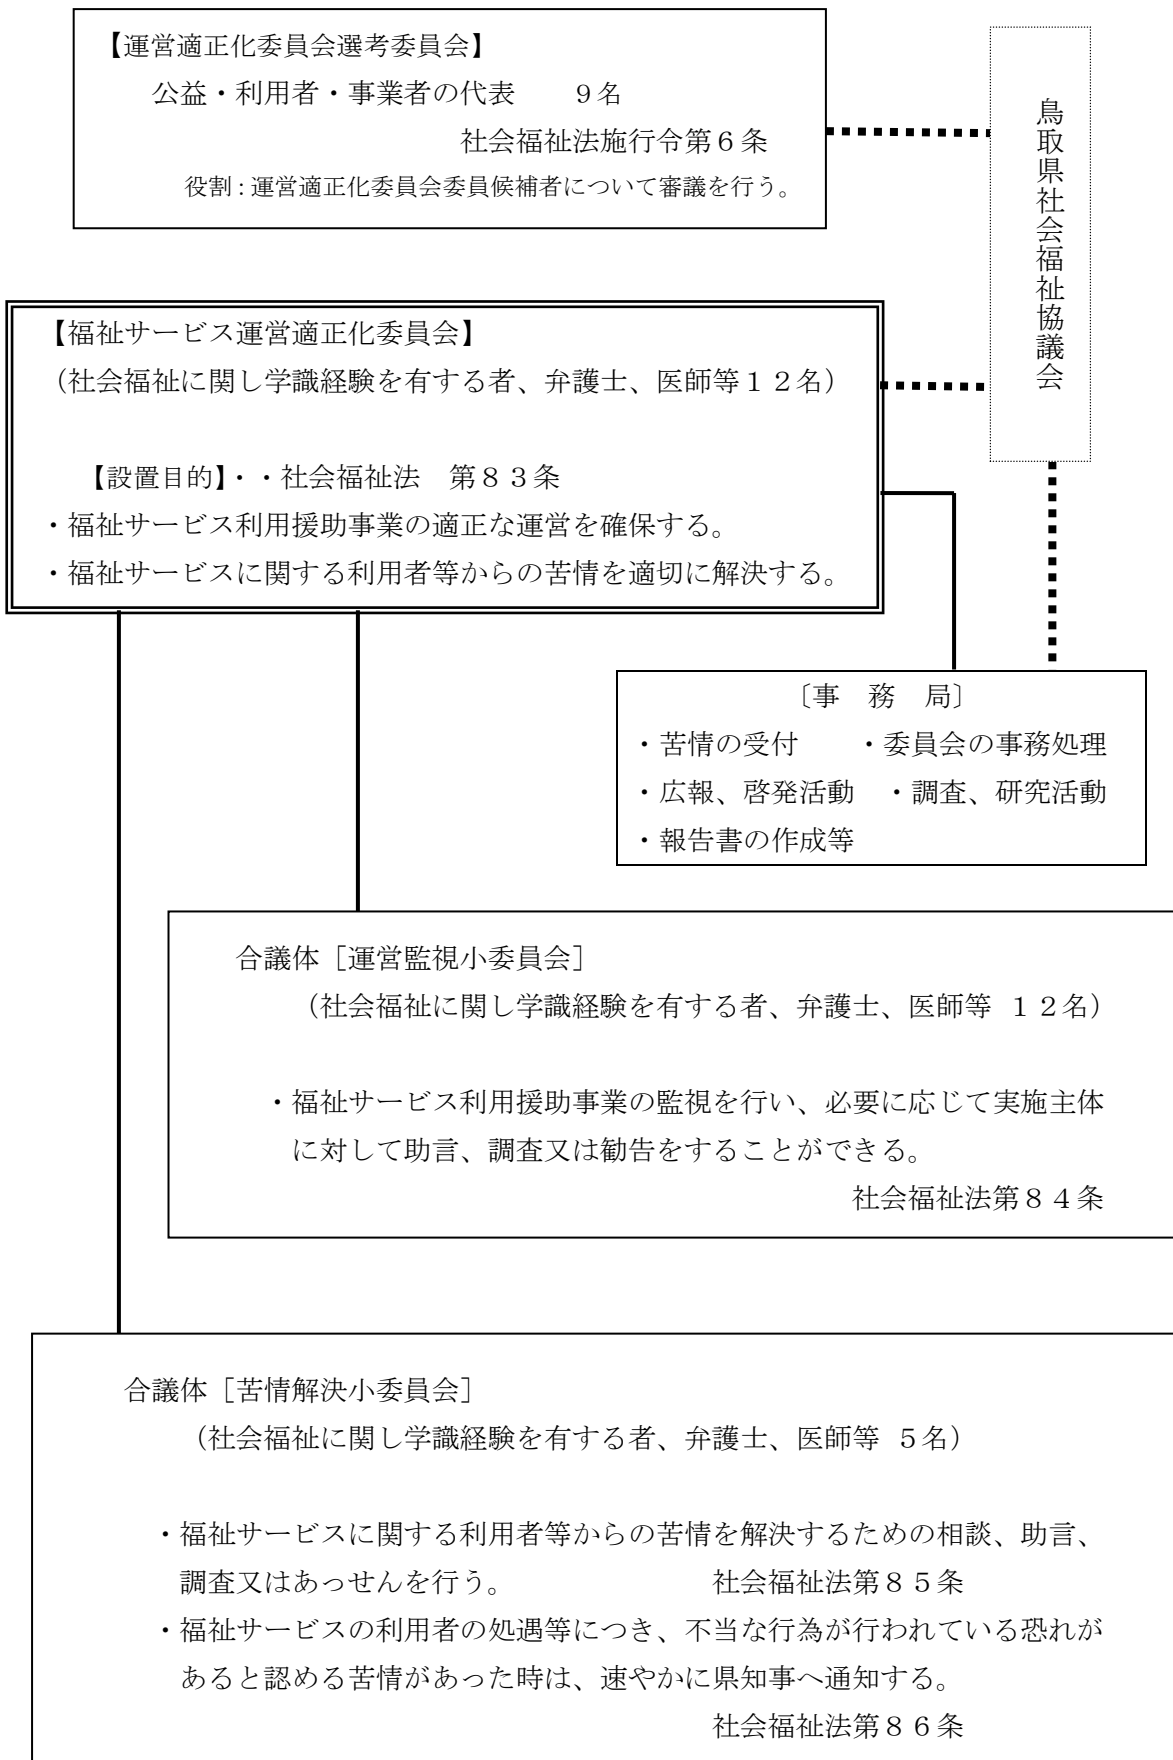 【運営適正化委員会選考委員会】
公益・利用者・事業者の代表　　９名
社会福祉法施行令第６条
役割：運営適正化委員会委員候補者について審議を行う。
鳥取県社会福祉協議会
【福祉サービス運営適正化委員会】
（社会福祉に関し学識経験を有する者、弁護士、医師等１２名）
【設置目的】・・社会福祉法　第８３条
・福祉サービス利用援助事業の適正な運営を確保する。
・福祉サービスに関する利用者等からの苦情を適切に解決する。
〔事　務　局〕
・苦情の受付　　・委員会の事務処理
・広報、啓発活動　・調査、研究活動
・報告書の作成等
合議体［運営監視小委員会］
（社会福祉に関し学識経験を有する者、弁護士、医師等 １２名）
・福祉サービス利用援助事業の監視を行い、必要に応じて実施主体
に対して助言、調査又は勧告をすることができる。
社会福祉法第８４条
合議体［苦情解決小委員会］
（社会福祉に関し学識経験を有する者、弁護士、医師等 ５名）
・福祉サービスに関する利用者等からの苦情を解決するための相談、助言、
調査又はあっせんを行う。　　社会福祉法第８５条
・福祉サービスの利用者の処遇等につき、不当な行為が行われている恐れが
あると認める苦情があった時は、速やかに県知事へ通知する。
社会福祉法第８６条